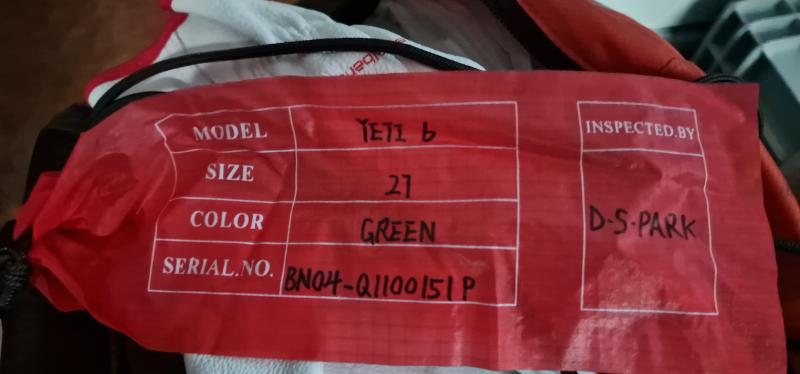 MODEL YETI 6
SIZE 27
COLOR GREEN
SERIAL.NO. BN04-Q1100151P
INSPECTED.BY
D-S-PARK